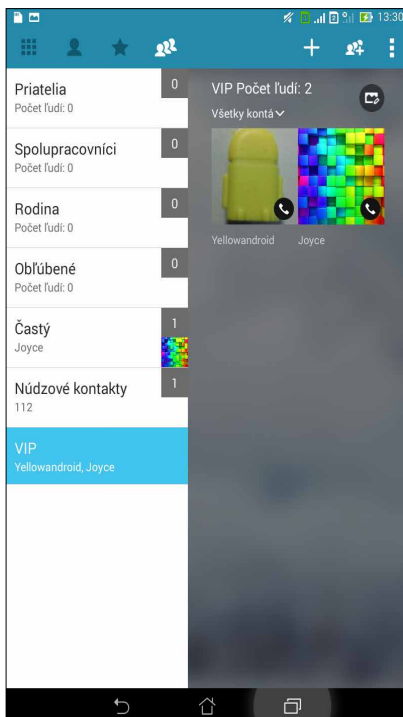 13:30
Priatelia
0
Počet ľudí: 0
Spolupracovníci
0
Počet ľudí: 0
Rodina
0
Počet ľudí: 0
Obľúbené
0
Počet ľudí: 0
Častý
1
Joyce
Núdzové kontakty
1
112
VIP
Yellowandroid, Joyce
VIP Počet ľudí: 2
Všetky kontá
Yellowandroid
Joyce